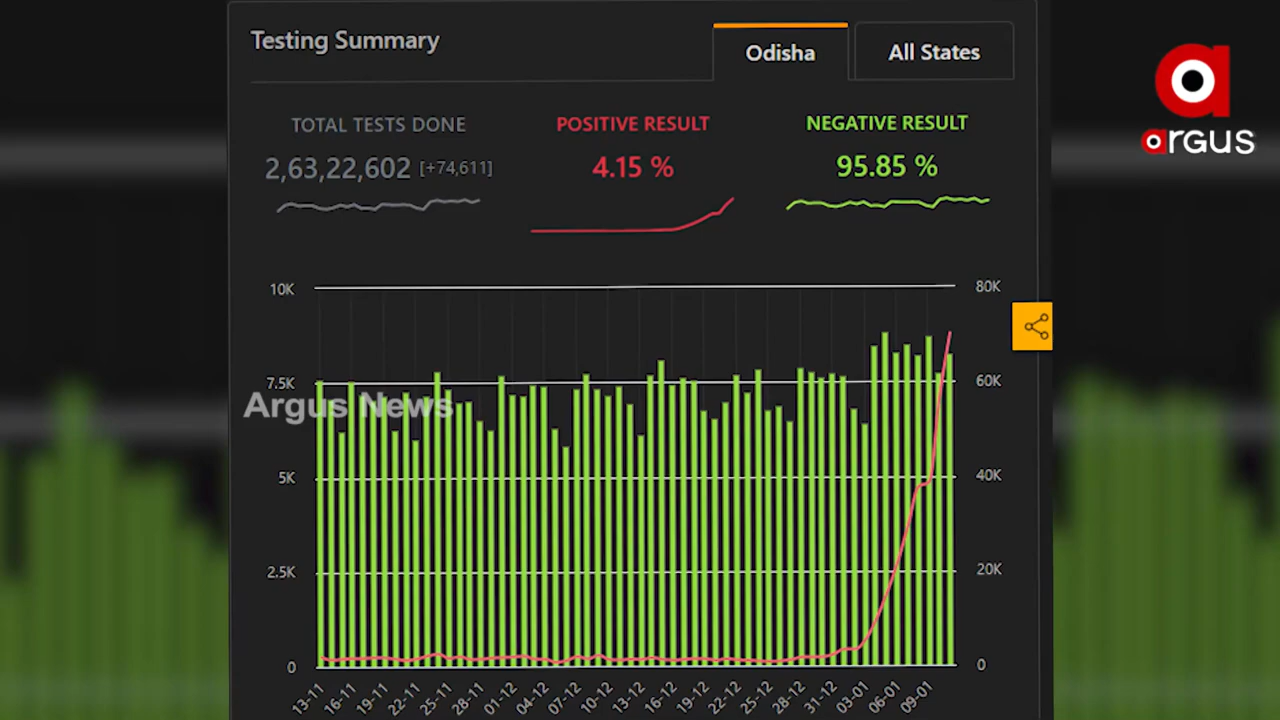 Testing Summary
Odisha
All States
TOTAL TESTS DONE
2,63,22,602 [+74,611]
POSITIVE RESULT
4.15 %
NEGATIVE RESULT
95.85 %
argus
10K
7.5K
5K
2.5K
0
80K
60K
40K
20K
0
Argus News
13-11
16-11
19-11
22-11
25-11
28-11
01-12
04-12
07-12
10-12
13-12
16-12
19-12
22-12
25-12
28-12
31-12
03-01
06-01
09-01